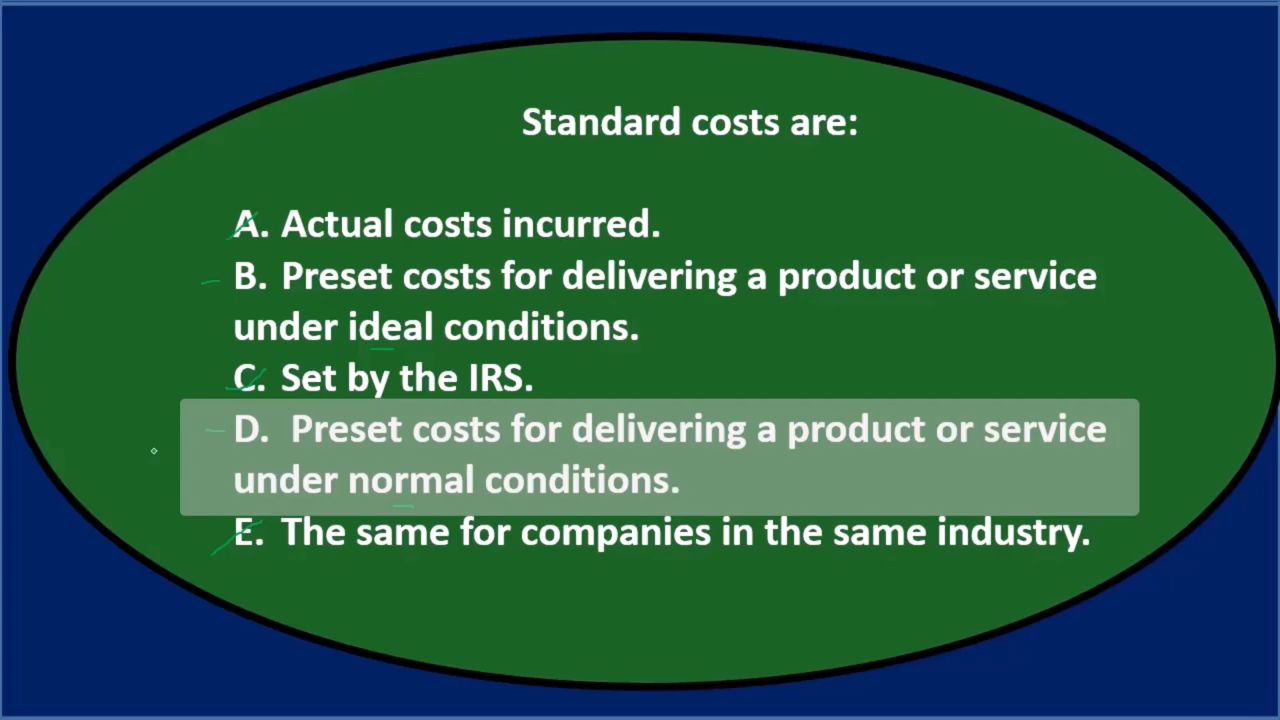 Standard costs are:
A. Actual costs incurred.
B. Preset costs for delivering a product or service
under ideal conditions.
C. Set by the IRS.
D. Preset costs for delivering a product or service
under normal conditions.
E. The same for companies in the same industry.